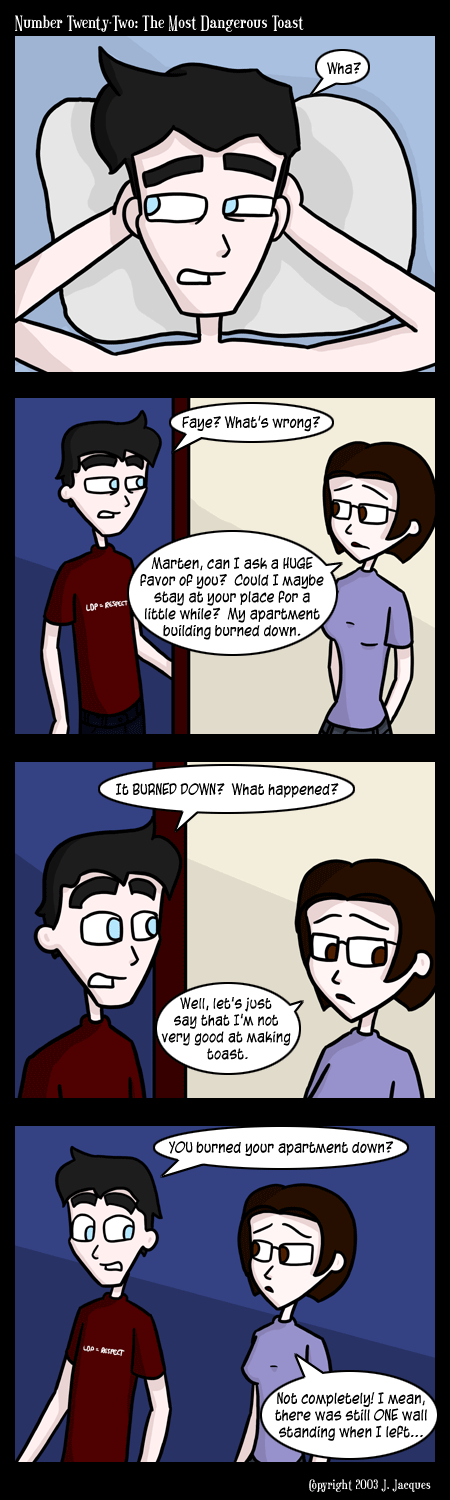 Number Twenty-Two: The Most Dangerous Toast
Wha?
Faye? What's wrong?
Marten, can I ask a HUGE
favor of you? Could I maybe
stay at your place for a
little while? My apartment
building burned down.
LDP = RESPECT
It BURNED DOWN? What happened?
Well, let's just
say that I'm not
very good at making
toast.
YOU burned your apartment down?
LDP = RESPECT
Not completely! I mean,
there was still ONE wall
standing when I left...
Copyright 2003 J. Jacques